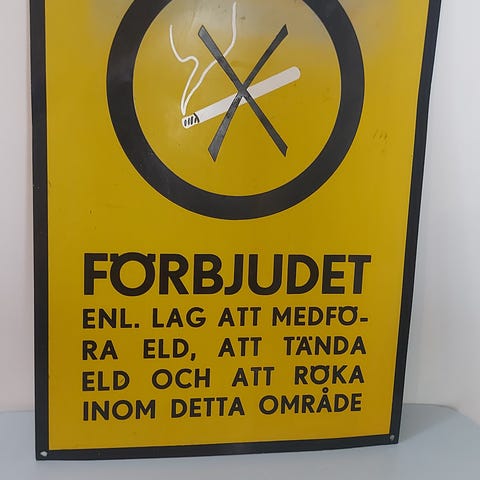 FÖRBJUDET
ENL. LAG ATT MEDFÖ-
RA ELD, ATT TÄNDA
ELD OCH ATT RÖKA
INOM DETTA OMRÅDE